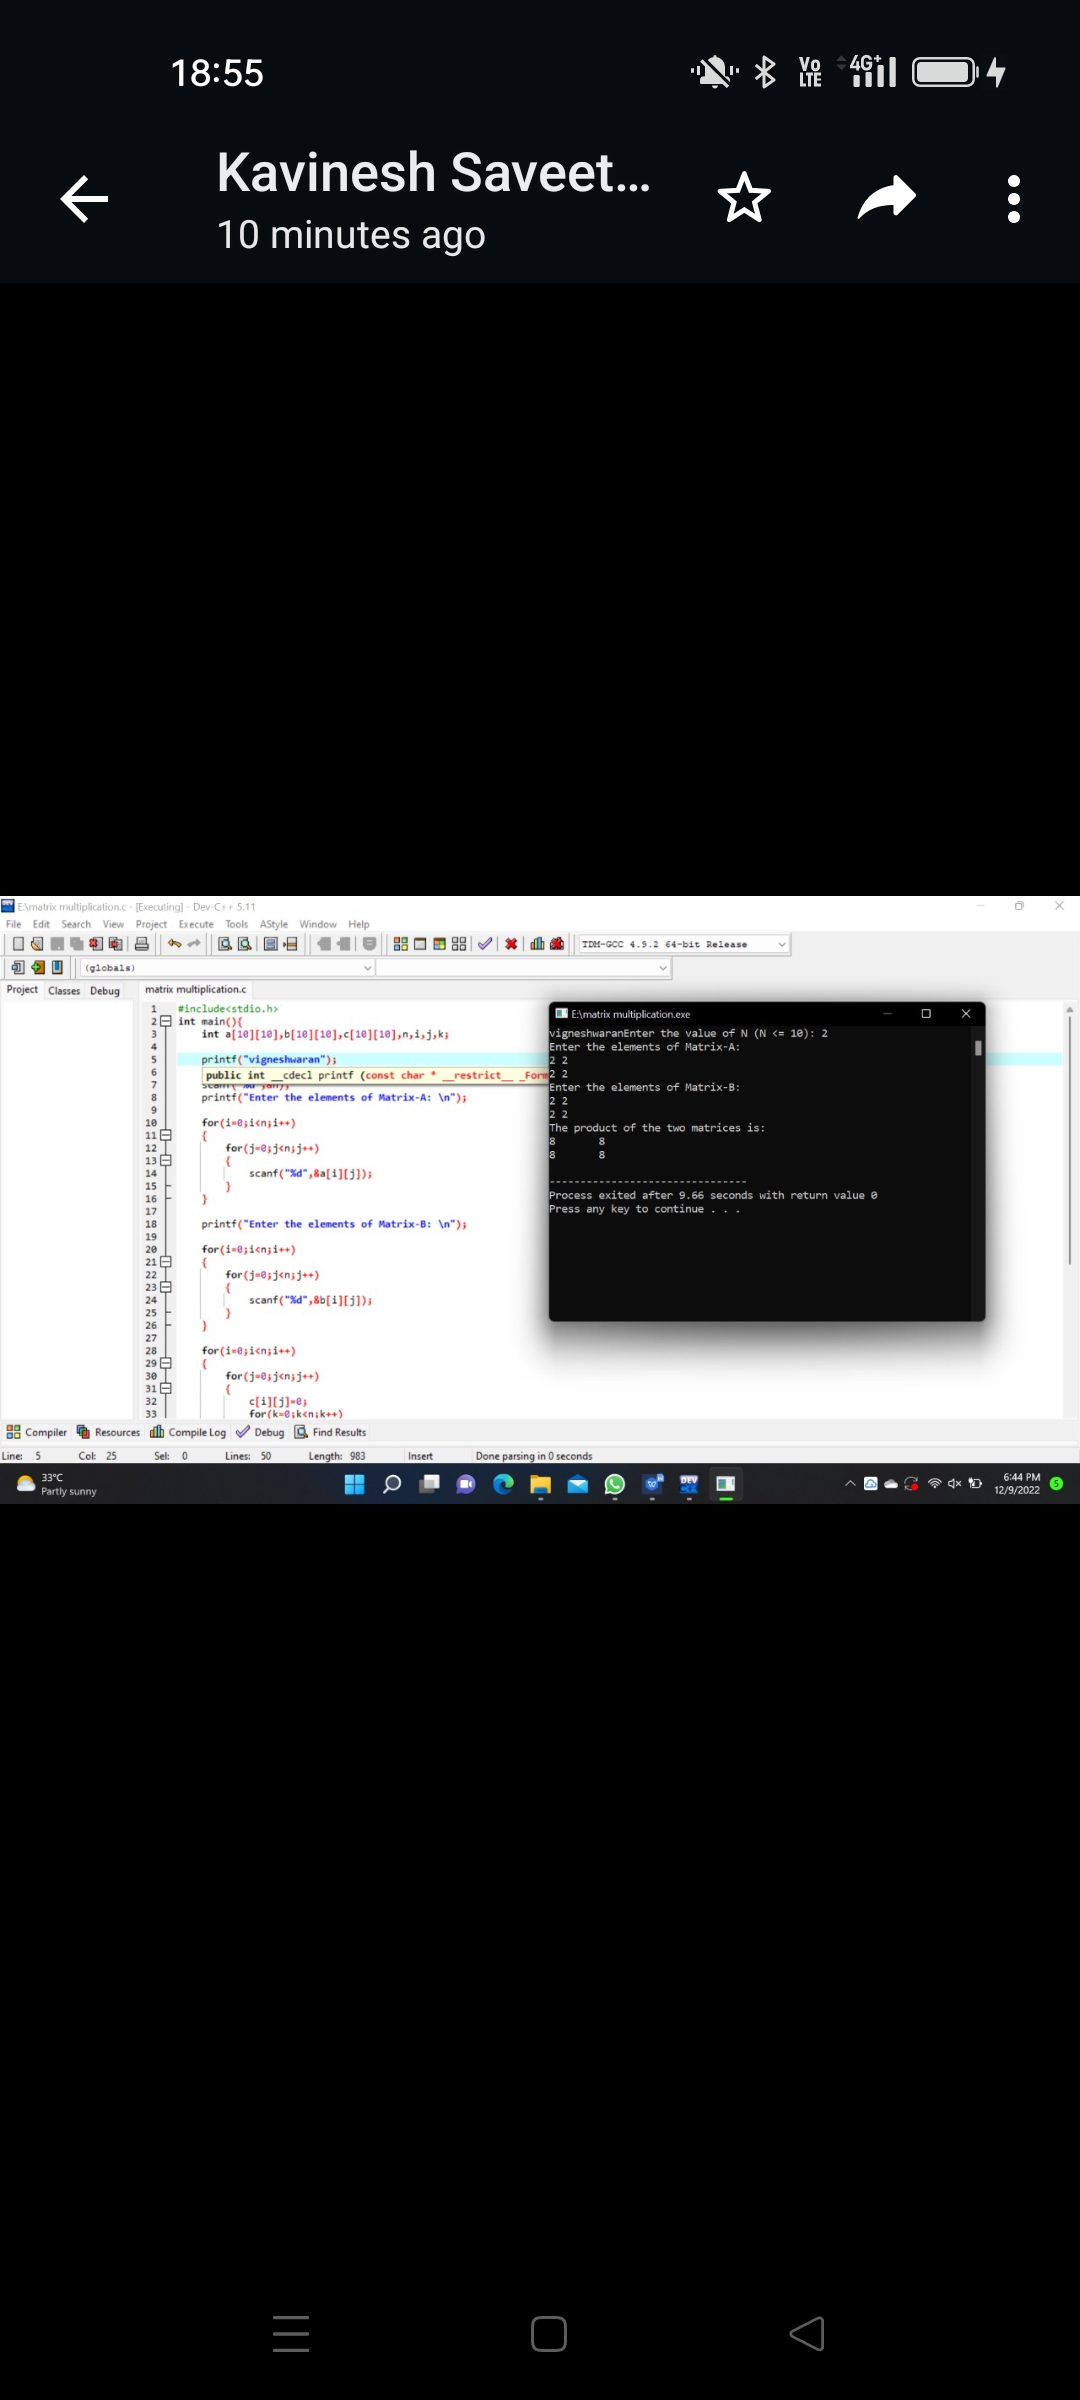 18:55
Vo LTE 4G+
Kavinesh Saveet...
10 minutes ago
E:\matrix multiplication.c - [Executing] - Dev-C++ 5.11
File Edit Search View Project Execute Tools AStyle Window Help
TDM-GCC 4.9.2 64-bit Release
(globals)
Project Classes Debug
matrix multiplication.c
1 #include<stdio.h>
2 int main(){
3 int a[10][10],b[10][10],c[10][10],n,i,j,k;
4
5 printf("vigneshwaran");
6 public int __cdecl printf (const char * __restrict__ _Form
7
8 printf("Enter the elements of Matrix-A: \n");
9
10 for(i=0;i<n;i++)
11 {
12 for(j=0;j<n;j++)
13 {
14 scanf("%d",&a[i][j]);
15 }
16 }
17
18 printf("Enter the elements of Matrix-B: \n");
19
20 for(i=0;i<n;i++)
21 {
22 for(j=0;j<n;j++)
23 {
24 scanf("%d",&b[i][j]);
25 }
26 }
27
28 for(i=0;i<n;i++)
29 {
30 for(j=0;j<n;j++)
31 {
32 c[i][j]=0;
33 for(k=0;k<n;k++)
E:\matrix multiplication.exe
vigneshwaranEnter the value of N (N <= 10): 2
Enter the elements of Matrix-A:
2 2
2 2
Enter the elements of Matrix-B:
2 2
2 2
The product of the two matrices is:
8 8
8 8
------------------------------
Process exited after 9.66 seconds with return value 0
Press any key to continue . . .
Compiler Resources Compile Log Debug Find Results
Line: 5 Col: 25 Sel: 0 Lines: 50 Length: 983 Insert Done parsing in 0 seconds
33°C
Partly sunny
DEV
6:44 PM
12/9/2022
5